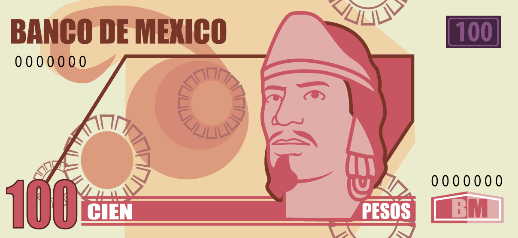 BANCO DE MEXICO
100
0000000
0000000
100
CIEN
PESOS
BM